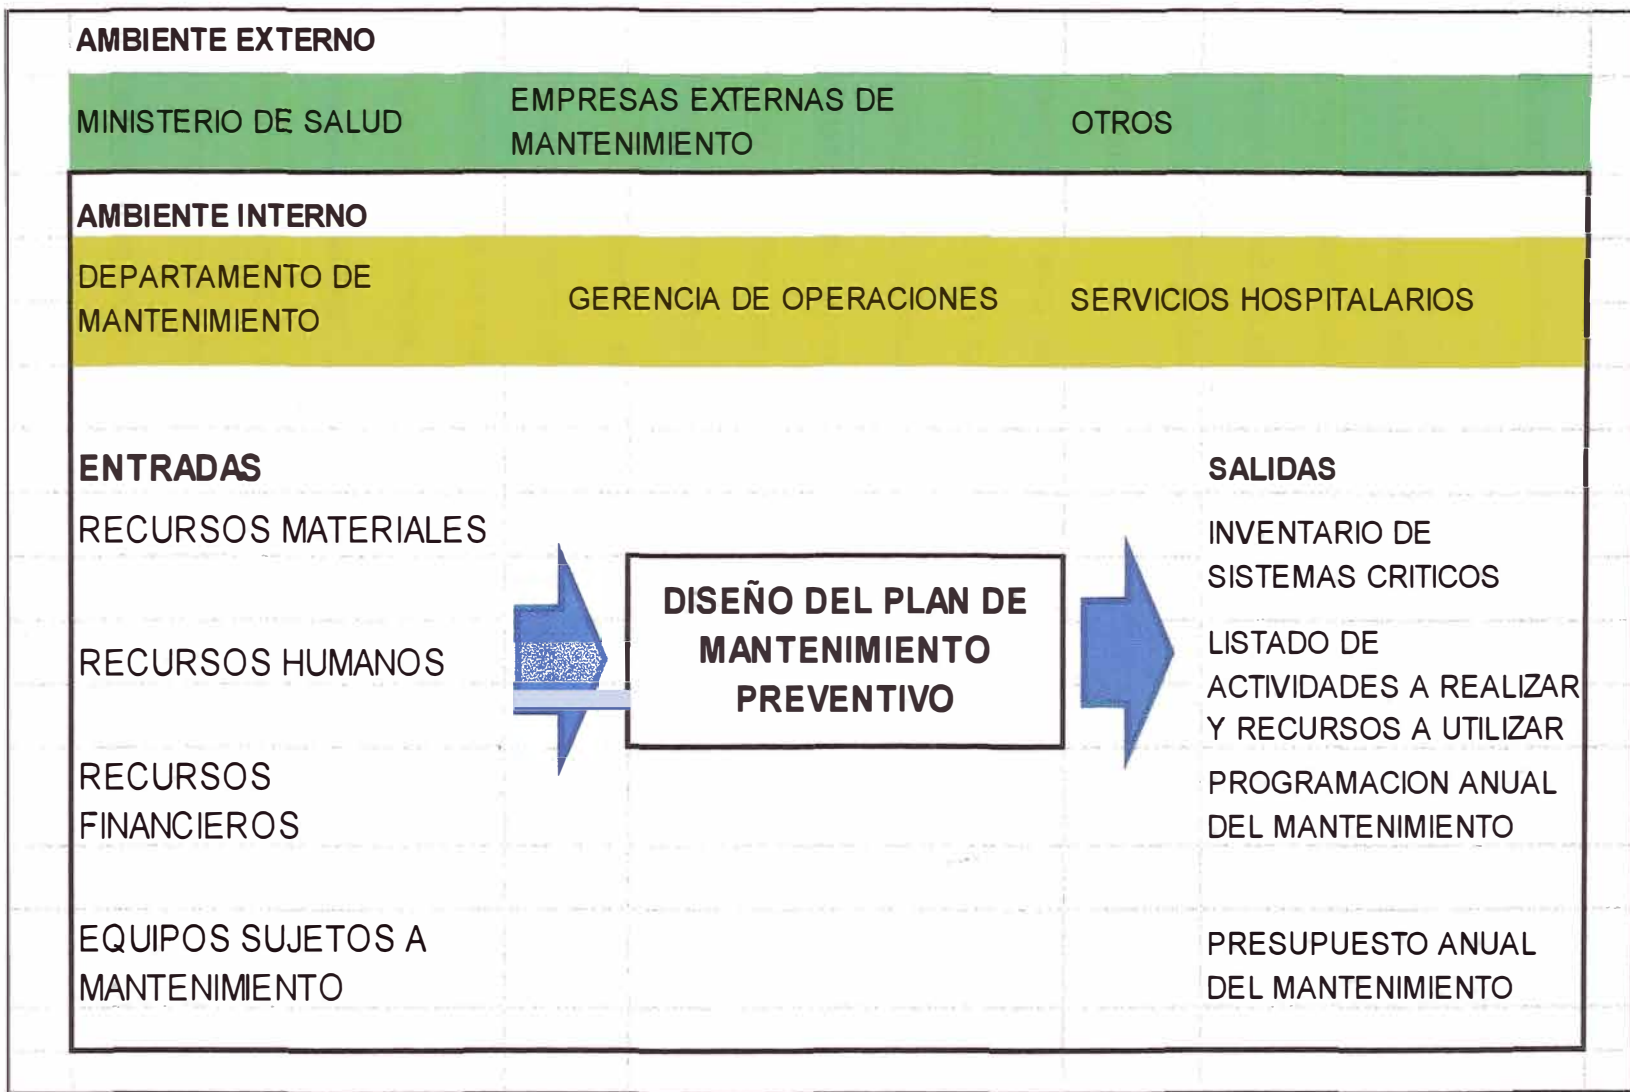 AMBIENTE EXTERNO
MINISTERIO DE SALUD
EMPRESAS EXTERNAS DE
MANTENIMIENTO
OTROS
AMBIENTE INTERNO
DEPARTAMENTO DE
MANTENIMIENTO
GERENCIA DE OPERACIONES
SERVICIOS HOSPITALARIOS
ENTRADAS
RECURSOS MATERIALES
RECURSOS HUMANOS
RECURSOS
FINANCIEROS
EQUIPOS SUJETOS A
MANTENIMIENTO
DISEÑO DEL PLAN DE
MANTENIMIENTO
PREVENTIVO
SALIDAS
INVENTARIO DE
SISTEMAS CRITICOS
LISTADO DE
ACTIVIDADES A REALIZAR
Y RECURSOS A UTILIZAR
PROGRAMACION ANUAL
DEL MANTENIMIENTO
PRESUPUESTO ANUAL
DEL MANTENIMIENTO